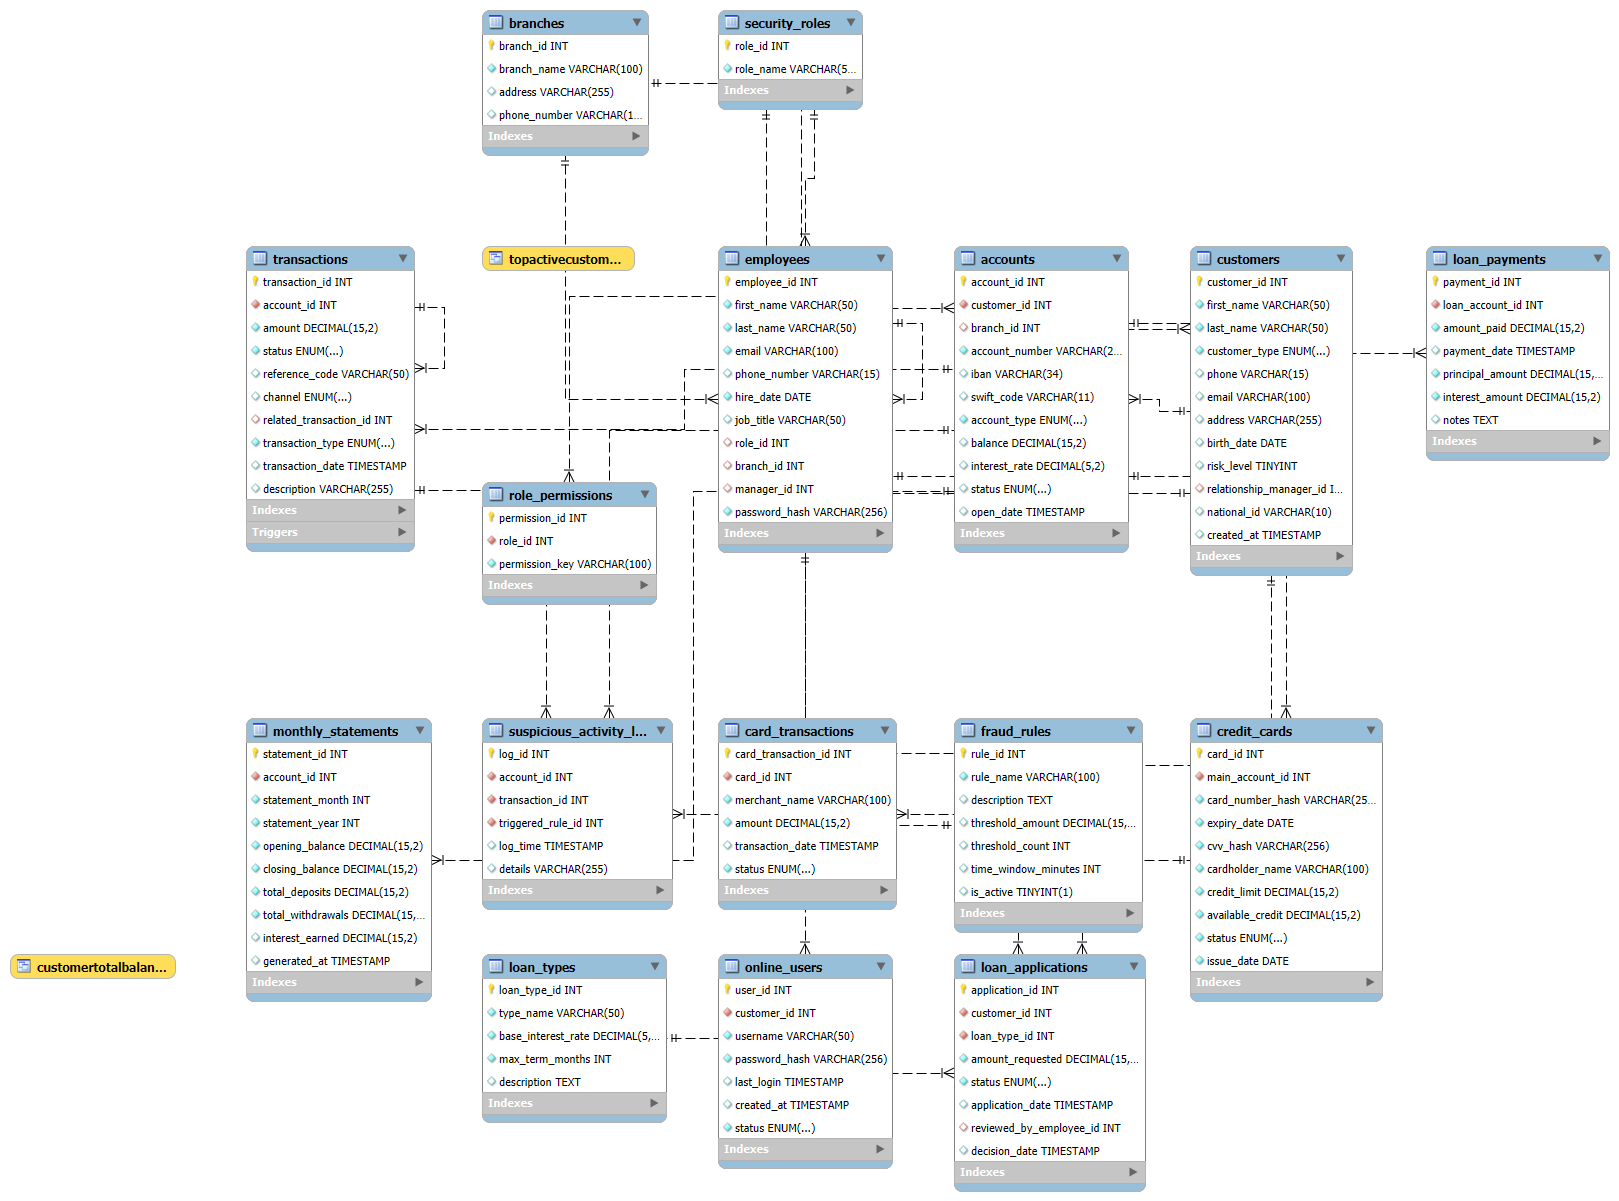 branches
branch_id INT
branch_name VARCHAR(100)
address VARCHAR(255)
phone_number VARCHAR(1...
Indexes
security_roles
role_id INT
role_name VARCHAR(5...
Indexes
transactions
transaction_id INT
account_id INT
amount DECIMAL(15,2)
status ENUM(...)
reference_code VARCHAR(50)
channel ENUM(...)
related_transaction_id INT
transaction_type ENUM(...)
transaction_date TIMESTAMP
description VARCHAR(255)
Indexes
Triggers
topactivecustom...
employees
employee_id INT
first_name VARCHAR(50)
last_name VARCHAR(50)
email VARCHAR(100)
phone_number VARCHAR(15)
hire_date DATE
job_title VARCHAR(50)
role_id INT
branch_id INT
manager_id INT
password_hash VARCHAR(256)
Indexes
accounts
account_id INT
customer_id INT
branch_id INT
account_number VARCHAR(2...
iban VARCHAR(34)
swift_code VARCHAR(11)
account_type ENUM(...)
balance DECIMAL(15,2)
interest_rate DECIMAL(5,2)
status ENUM(...)
open_date TIMESTAMP
Indexes
customers
customer_id INT
first_name VARCHAR(50)
last_name VARCHAR(50)
customer_type ENUM(...)
phone VARCHAR(15)
email VARCHAR(100)
address VARCHAR(255)
birth_date DATE
risk_level TINYINT
relationship_manager_id I...
national_id VARCHAR(10)
created_at TIMESTAMP
Indexes
loan_payments
payment_id INT
loan_account_id INT
amount_paid DECIMAL(15,2)
payment_date TIMESTAMP
principal_amount DECIMAL(15,...
interest_amount DECIMAL(15,2)
notes TEXT
Indexes
role_permissions
permission_id INT
role_id INT
permission_key VARCHAR(100)
Indexes
monthly_statements
statement_id INT
account_id INT
statement_month INT
statement_year INT
opening_balance DECIMAL(15,2)
closing_balance DECIMAL(15,2)
total_deposits DECIMAL(15,2)
total_withdrawals DECIMAL(15,...
interest_earned DECIMAL(15,2)
generated_at TIMESTAMP
Indexes
suspicious_activity_l...
log_id INT
account_id INT
transaction_id INT
triggered_rule_id INT
log_time TIMESTAMP
details VARCHAR(255)
Indexes
card_transactions
card_transaction_id INT
card_id INT
merchant_name VARCHAR(100)
amount DECIMAL(15,2)
transaction_date TIMESTAMP
status ENUM(...)
Indexes
fraud_rules
rule_id INT
rule_name VARCHAR(100)
description TEXT
threshold_amount DECIMAL(15,...
threshold_count INT
time_window_minutes INT
is_active TINYINT(1)
Indexes
credit_cards
card_id INT
main_account_id INT
card_number_hash VARCHAR(25...
expiry_date DATE
cvv_hash VARCHAR(256)
cardholder_name VARCHAR(100)
credit_limit DECIMAL(15,2)
available_credit DECIMAL(15,2)
status ENUM(...)
issue_date DATE
Indexes
customertotalbalan...
loan_types
loan_type_id INT
type_name VARCHAR(50)
base_interest_rate DECIMAL(5,...
max_term_months INT
description TEXT
Indexes
online_users
user_id INT
customer_id INT
username VARCHAR(50)
password_hash VARCHAR(256)
last_login TIMESTAMP
created_at TIMESTAMP
status ENUM(...)
Indexes
loan_applications
application_id INT
customer_id INT
loan_type_id INT
amount_requested DECIMAL(15,...
status ENUM(...)
application_date TIMESTAMP
reviewed_by_employee_id INT
decision_date TIMESTAMP
Indexes